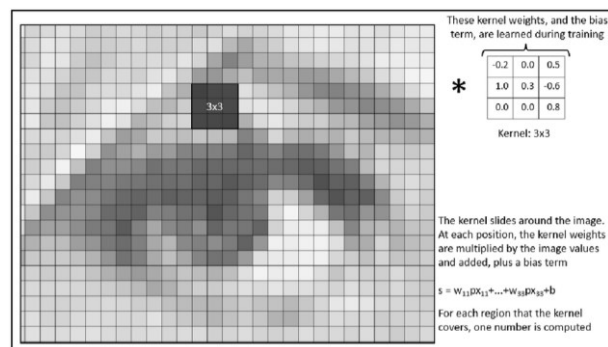 These kernel weights, and the bias
term, are learned during training
3x3
*
-0.2 0.0 0.5
1.0 0.3 -0.6
0.0 0.0 0.8
Kernel: 3x3
The kernel slides around the image.
At each position, the kernel weights
are multiplied by the image values
and added, plus a bias term
s = w₁₁px₁₁+...+w₃₃px₃₃+b
For each region that the kernel
covers, one number is computed